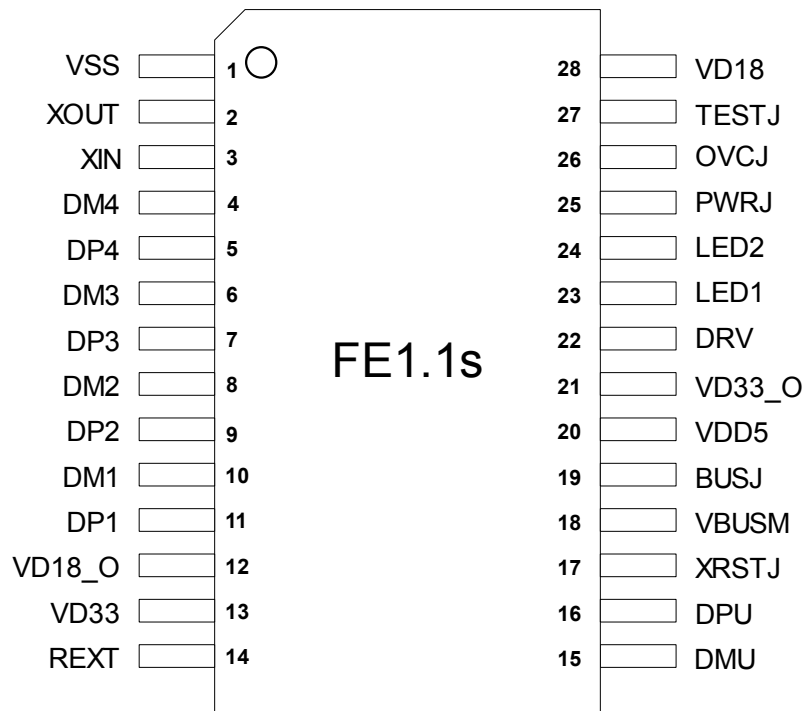 VSS 1 28 VD18
XOUT 2 27 TESTJ
XIN 3 26 OVCJ
DM4 4 25 PWRJ
DP4 5 24 LED2
DM3 6 23 LED1
DP3 7 22 DRV
FE1.1s
DM2 8 21 VD33_O
DP2 9 20 VDD5
DM1 10 19 BUSJ
DP1 11 18 VBUSM
VD18_O 12 17 XRSTJ
VD33 13 16 DPU
REXT 14 15 DMU